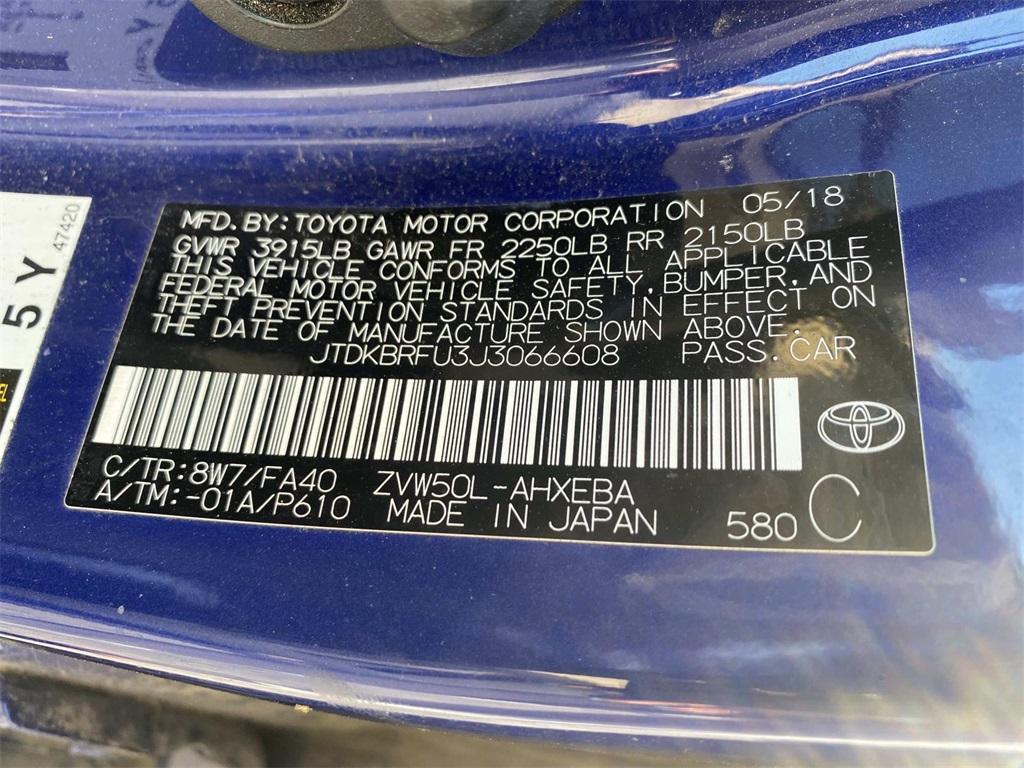 MFD. BY: TOYOTA MOTOR CORPORATION 05/18
GVWR 3915LB GAWR FR 2250LB RR 2150LB
THIS VEHICLE CONFORMS TO ALL APPLICABLE
FEDERAL MOTOR VEHICLE SAFETY, BUMPER, AND
THEFT PREVENTION STANDARDS IN EFFECT ON
THE DATE OF MANUFACTURE SHOWN ABOVE.
JTDKBRFU3J3066608 PASS. CAR
C/TR: 8W7/FA40 ZVW50L-AHXEBA
A/TM: -01A/P610 MADE IN JAPAN 580 C
5Y
47420